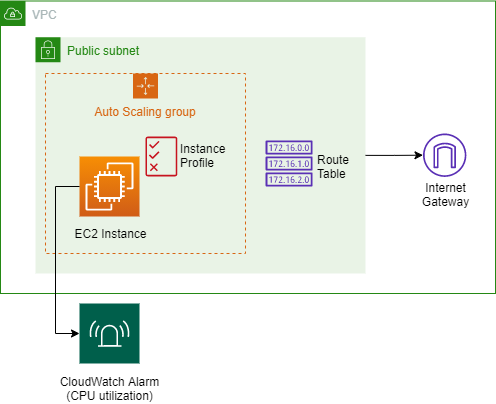 VPC
Public subnet
Auto Scaling group
Instance
Profile
172.16.0.0
172.16.1.0
172.16.2.0
Route
Table
Internet
Gateway
EC2 Instance
CloudWatch Alarm
(CPU utilization)